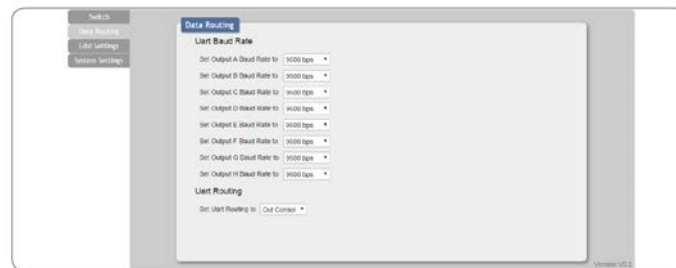 Switch
Data Routing
Edid Settings
System Settings
Data Routing
Uart Baud Rate
Set Output A Baud Rate to 9600 bps
Set Output B Baud Rate to 9600 bps
Set Output C Baud Rate to 9600 bps
Set Output D Baud Rate to 9600 bps
Set Output E Baud Rate to 9600 bps
Set Output F Baud Rate to 9600 bps
Set Output G Baud Rate to 9600 bps
Set Output H Baud Rate to 9600 bps
Uart Routing
Set Uart Routing to